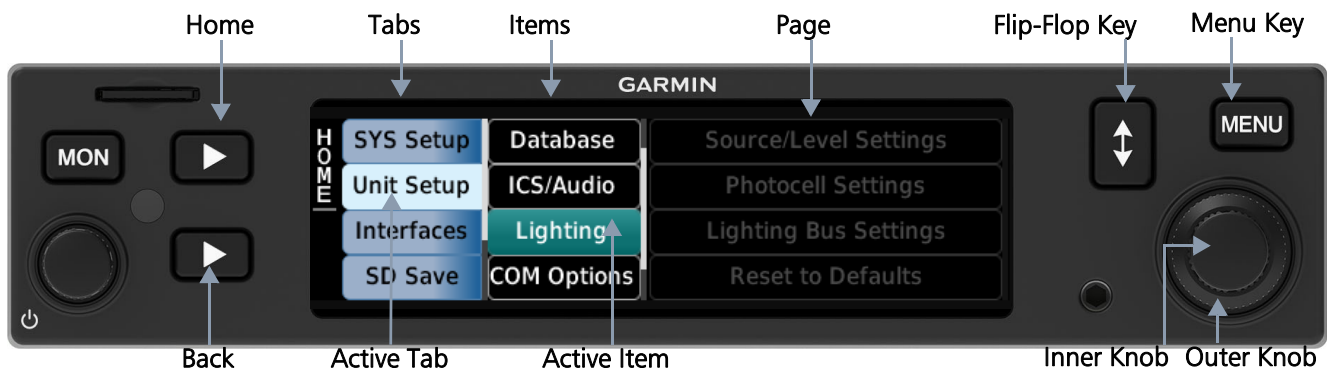 Home Tabs Items Page Flip-Flop Key Menu Key
GARMIN
MON
MENU
HOME
SYS Setup Database Source/Level Settings
Unit Setup ICS/Audio Photocell Settings
Interfaces Lighting Lighting Bus Settings
SD Save COM Options Reset to Defaults
Back Active Tab Active Item Inner Knob Outer Knob